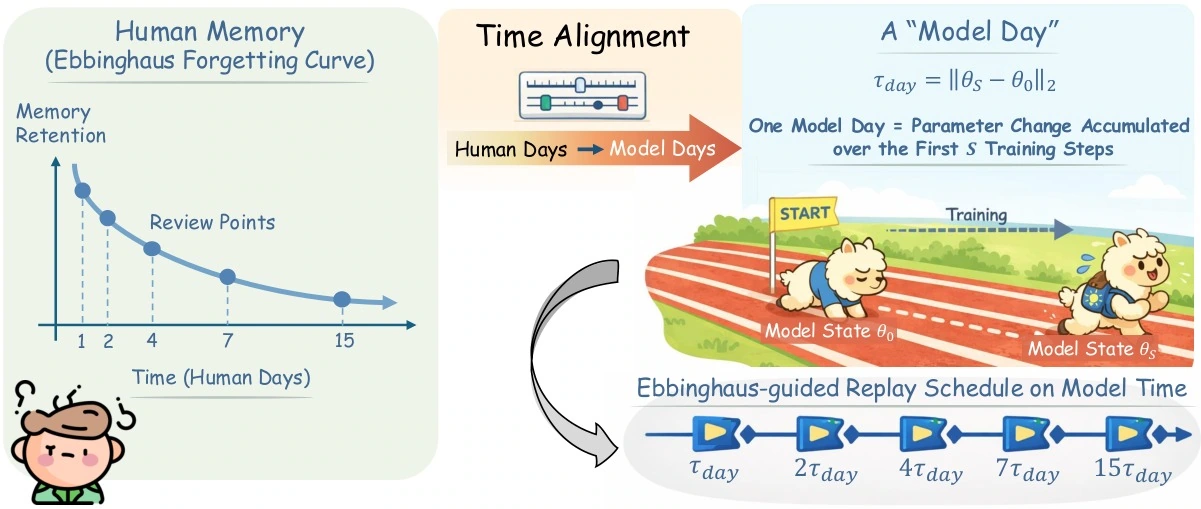 Human Memory
(Ebbinghaus Forgetting Curve)
Memory
Retention
Review Points
1 2 4 7 15
Time (Human Days)
? ? ?
Time Alignment
Human Days → Model Days
A “Model Day”
τ_day = ‖θ_S − θ_0‖_2
One Model Day = Parameter Change Accumulated
over the First S Training Steps
START
Training
Model State θ_0
Model State θ_S
Ebbinghaus-guided Replay Schedule on Model Time
τ_day 2τ_day 4τ_day 7τ_day 15τ_day